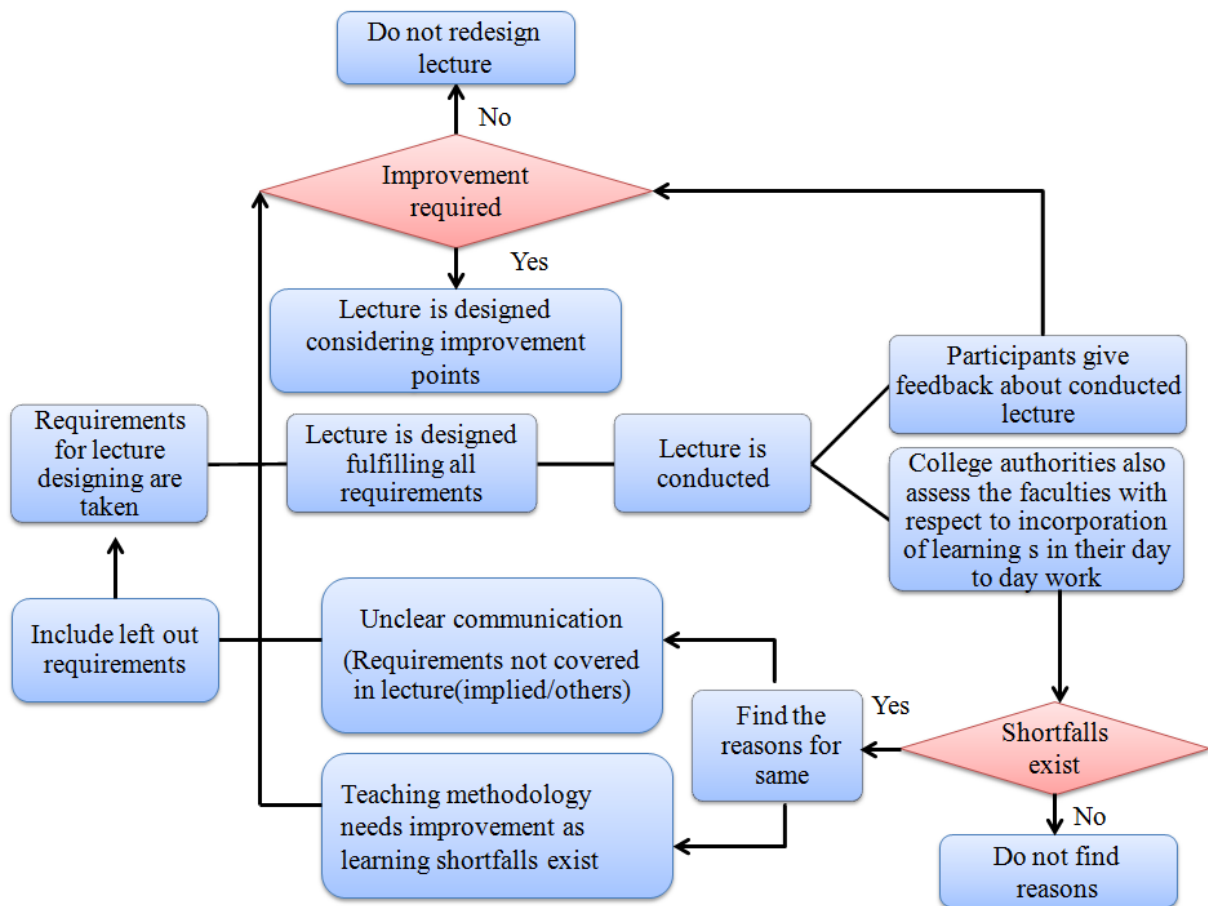 Do not redesign
lecture
No
Improvement
required
Yes
Lecture is designed
considering improvement
points
Participants give
feedback about conducted
lecture
Requirements
for lecture
designing are
taken
Lecture is designed
fulfilling all
requirements
Lecture is
conducted
College authorities also
assess the faculties with
respect to incorporation
of learning s in their day
to day work
Include left out
requirements
Unclear communication
(Requirements not covered
in lecture(implied/others)
Find the
reasons for
same
Yes
Shortfalls
exist
Teaching methodology
needs improvement as
learning shortfalls exist
No
Do not find
reasons